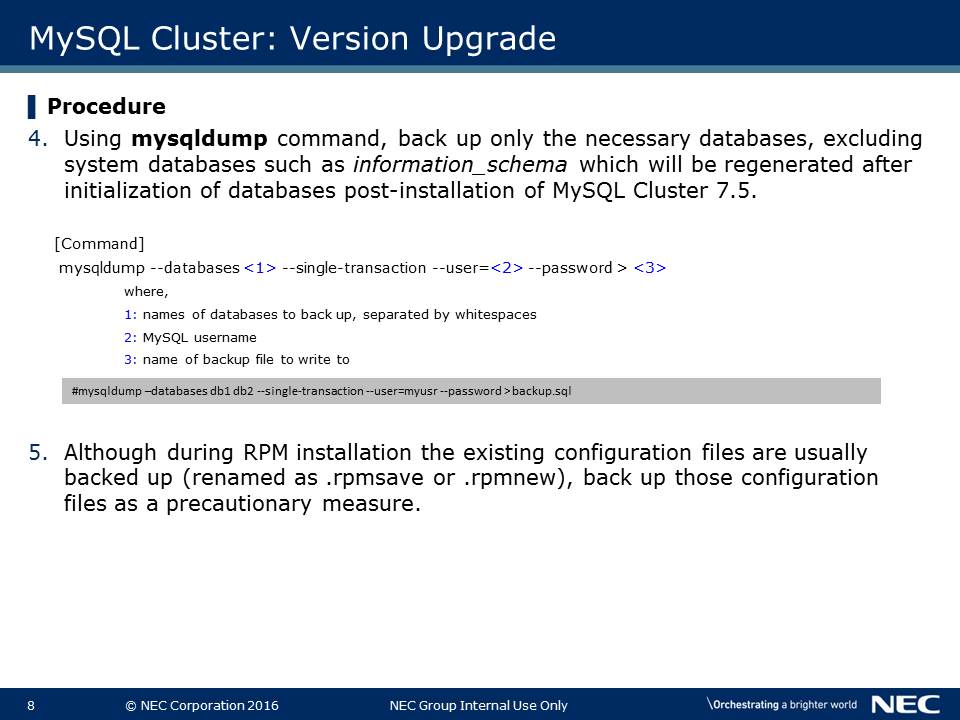 MySQL Cluster: Version Upgrade
Procedure
4. Using mysqldump command, back up only the necessary databases, excluding
system databases such as information_schema which will be regenerated after
initialization of databases post-installation of MySQL Cluster 7.5.
[Command]
mysqldump --databases <1> --single-transaction --user=<2> --password > <3>
where,
1: names of databases to back up, separated by whitespaces
2: MySQL username
3: name of backup file to write to
#mysqldump –databases db1 db2 --single-transaction --user=myusr --password >backup.sql
5. Although during RPM installation the existing configuration files are usually
backed up (renamed as .rpmsave or .rpmnew), back up those configuration
files as a precautionary measure.
8 © NEC Corporation 2016 NEC Group Internal Use Only \Orchestrating a brighter world NEC